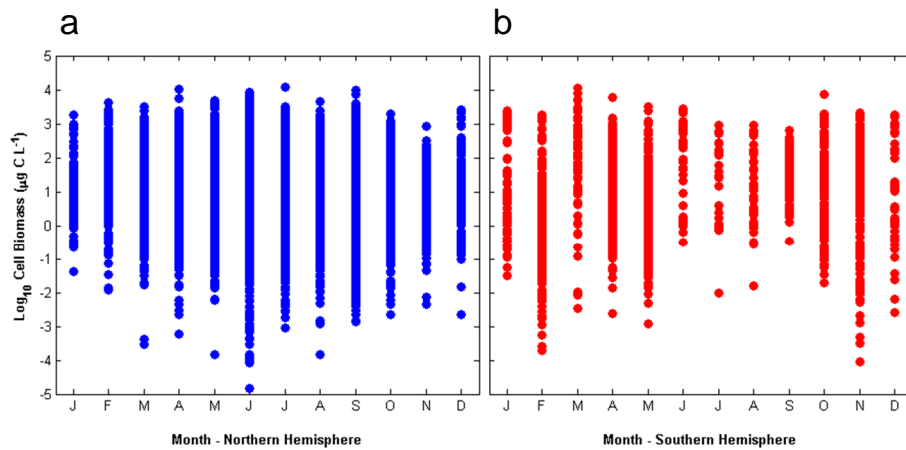 a
b
5
4
3
2
1
0
-1
-2
-3
-4
-5
Log10 Cell Biomass (µg C L-1)
J F M A M J J A S O N D
J F M A M J J A S O N D
Month - Northern Hemisphere
Month - Southern Hemisphere